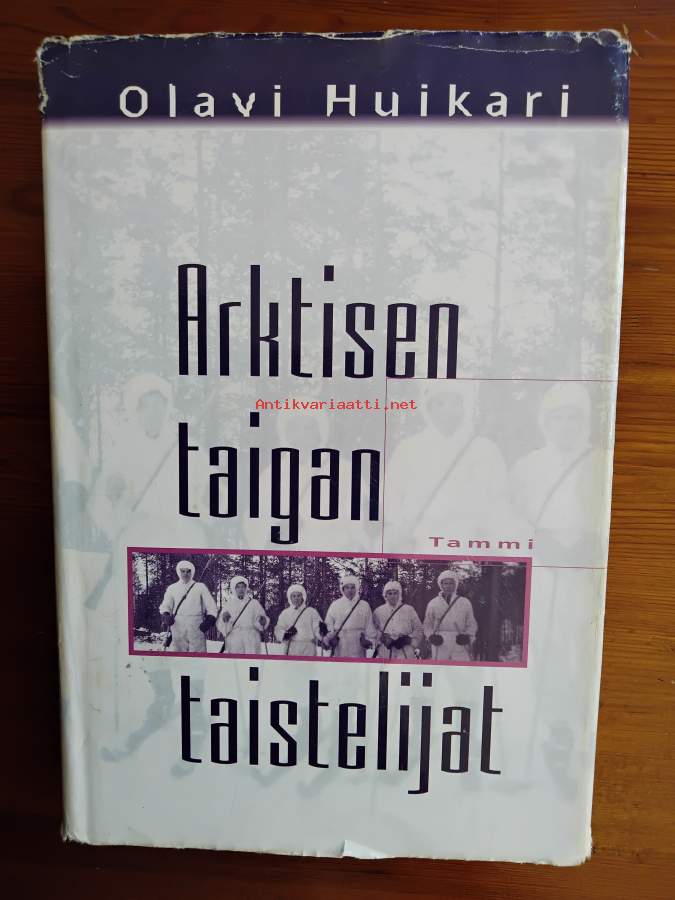 Olavi Huikari
Arktisen
Antikvariaatti.net
taigan
Tammi
taistelijat